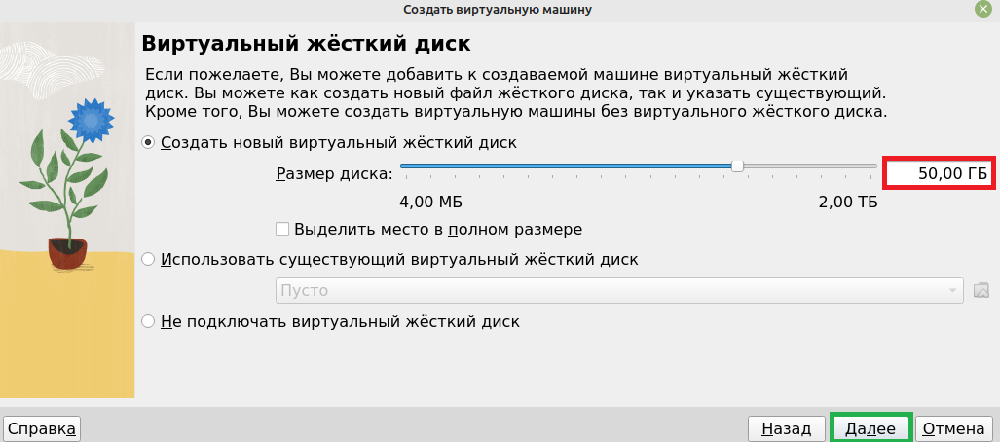 Создать виртуальную машину
Виртуальный жёсткий диск
Если пожелаете, Вы можете добавить к создаваемой машине виртуальный жёсткий
диск. Вы можете как создать новый файл жёсткого диска, так и указать существующий.
Кроме того, Вы можете создать виртуальную машины без виртуального жёсткого диска.
Создать новый виртуальный жёсткий диск
Размер диска: 50,00 ГБ
4,00 МБ 2,00 ТБ
Выделить место в полном размере
Использовать существующий виртуальный жёсткий диск
Пусто
Не подключать виртуальный жёсткий диск
Справка Назад Далее Отмена